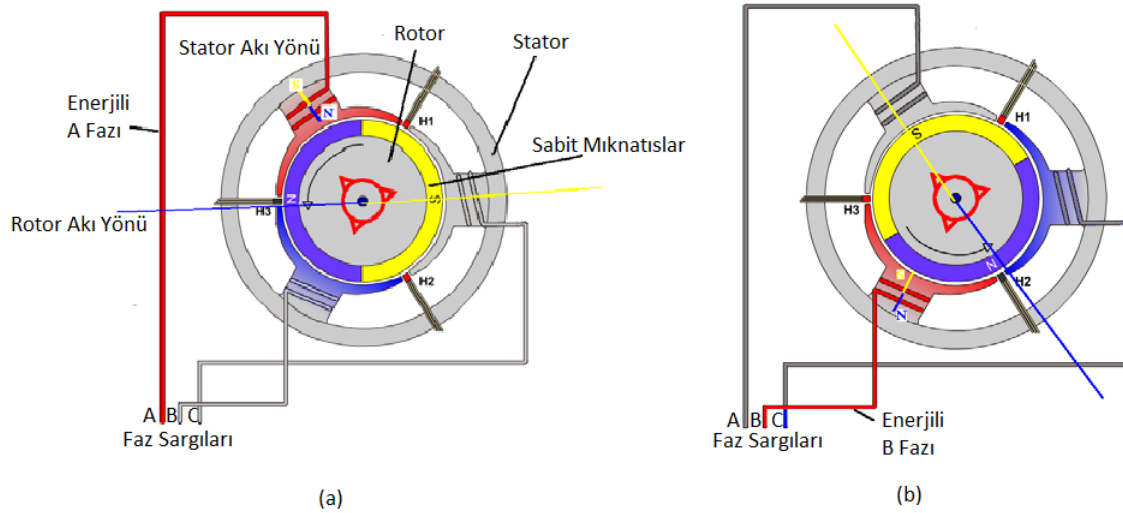 Stator Akı Yönü
Rotor
Stator
Enerjili
A Fazı
S
N
H1
Sabit Mıknatıslar
N
S
H3
Rotor Akı Yönü
H2
A B C
Faz Sargıları
(a)
S
H1
H3
S
N
N
H2
A B C
Faz Sargıları
Enerjili
B Fazı
(b)